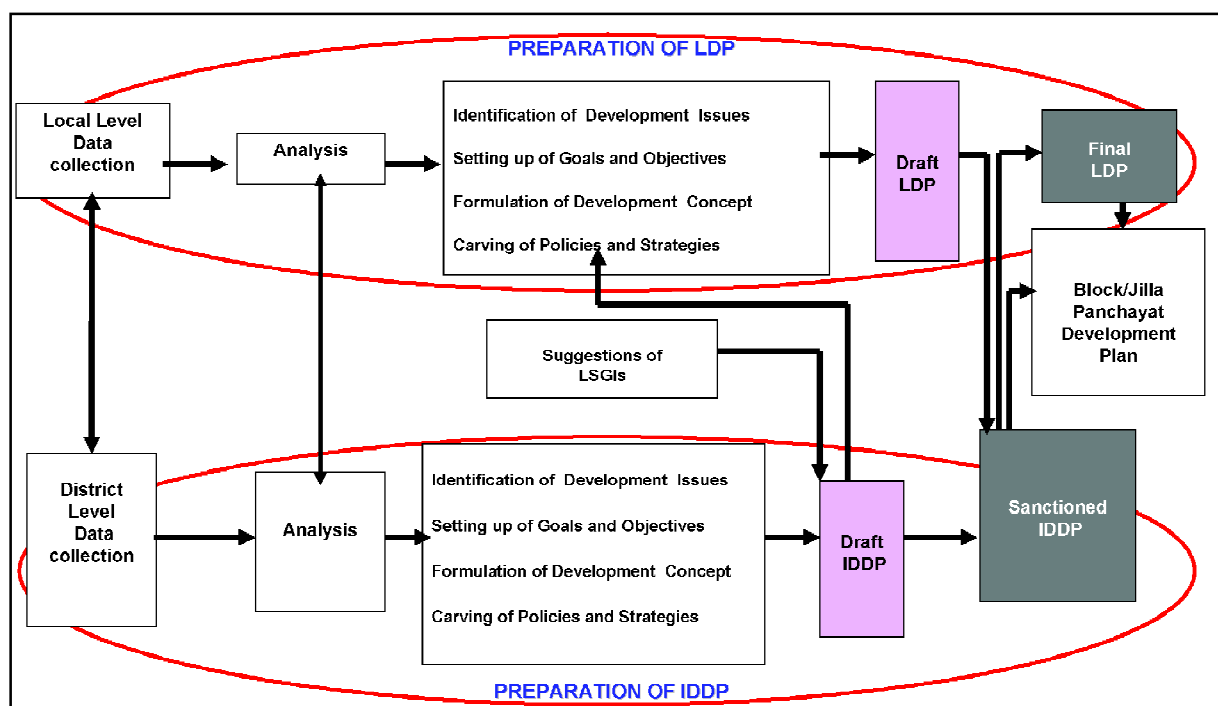 PREPARATION OF LDP
Local Level
Data
collection
Analysis
Identification of Development Issues
Setting up of Goals and Objectives
Formulation of Development Concept
Carving of Policies and Strategies
Draft
LDP
Final
LDP
Block/Jilla
Panchayat
Development
Plan
Suggestions of
LSGIs
District
Level
Data
collection
Analysis
Identification of Development Issues
Setting up of Goals and Objectives
Formulation of Development Concept
Carving of Policies and Strategies
Draft
IDDP
Sanctioned
IDDP
PREPARATION OF IDDP